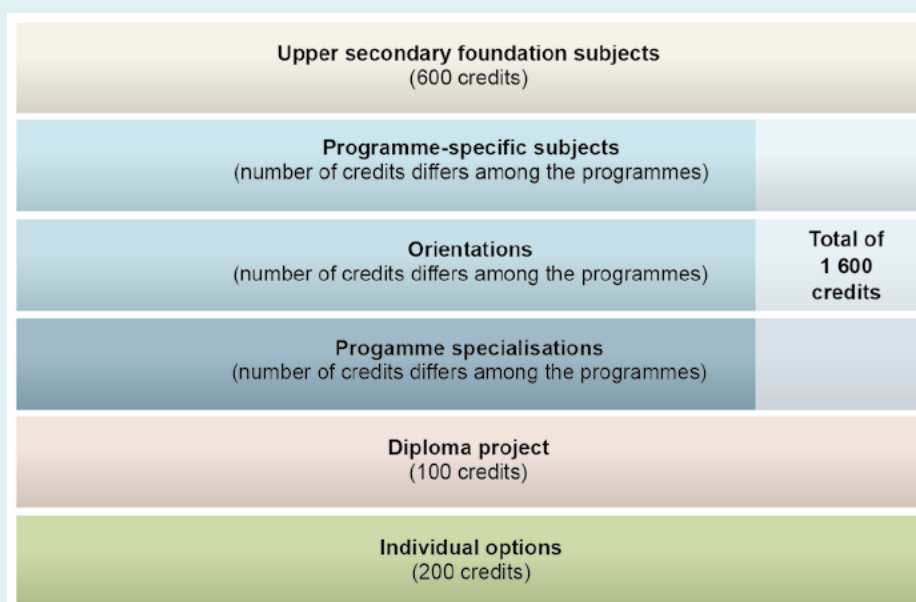 Upper secondary foundation subjects
(600 credits)
Programme-specific subjects
(number of credits differs among the programmes)
Orientations
(number of credits differs among the programmes)
Total of
1 600
credits
Progamme specialisations
(number of credits differs among the programmes)
Diploma project
(100 credits)
Individual options
(200 credits)